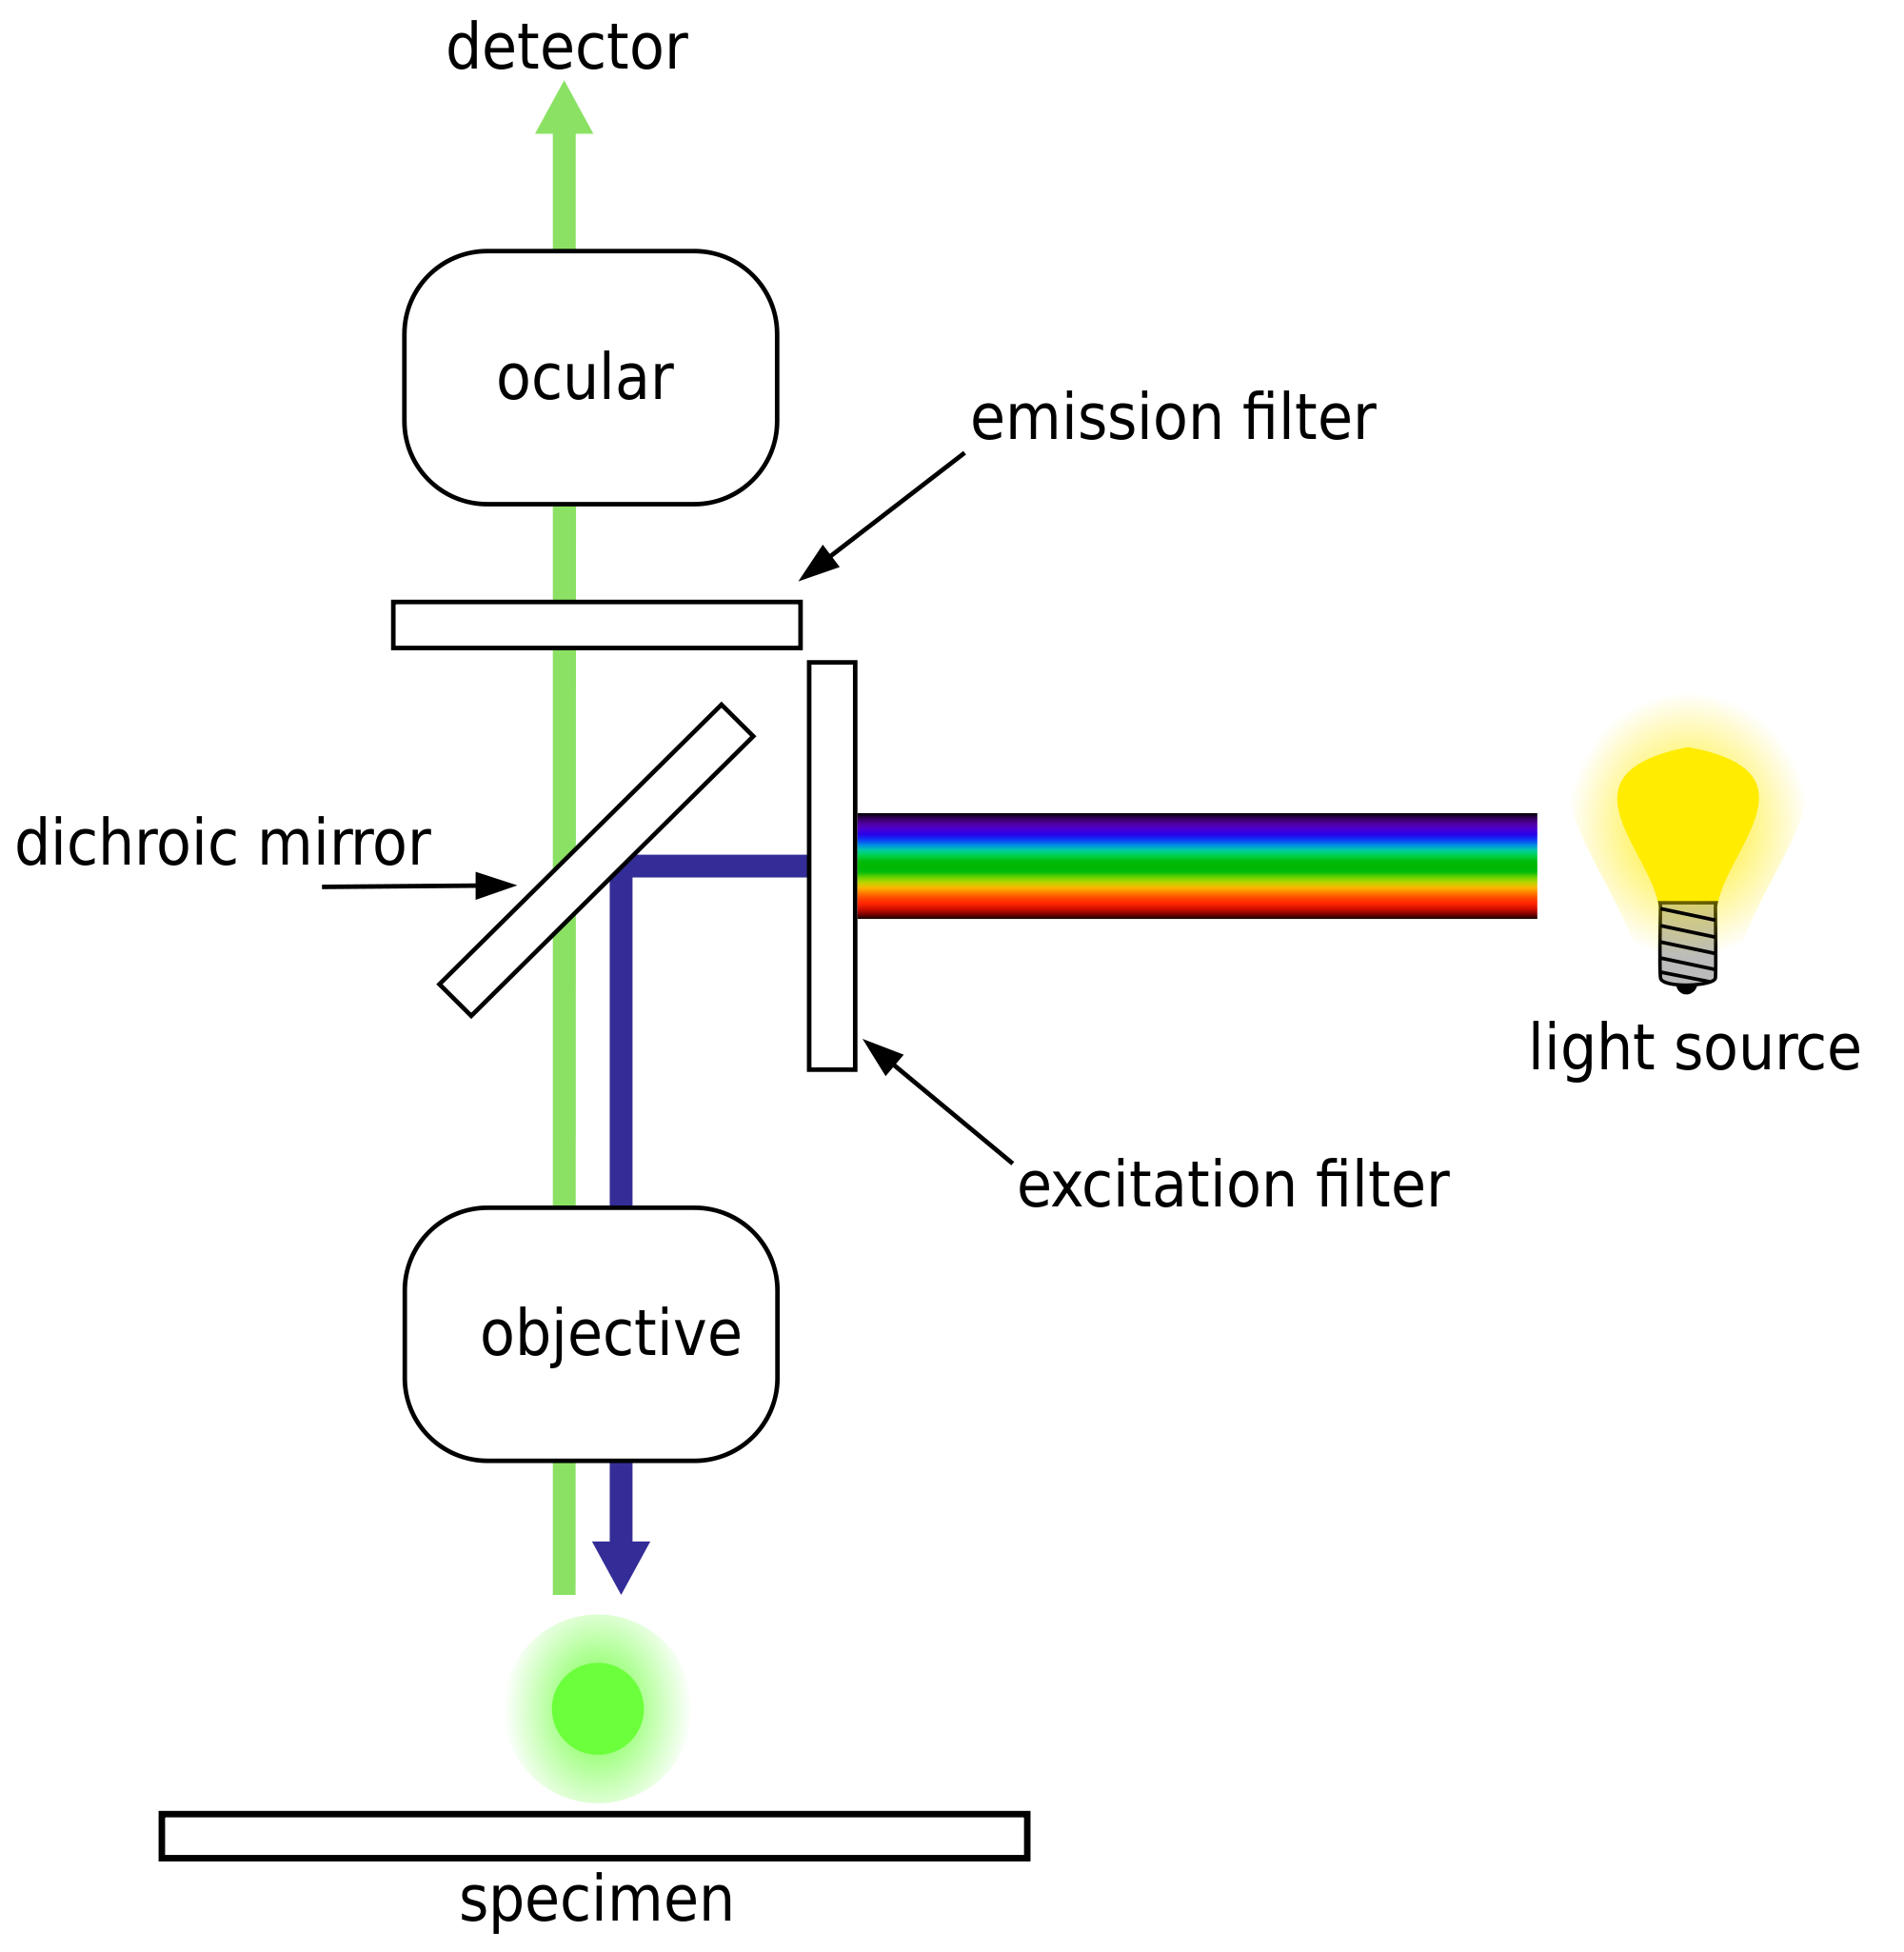 detector
ocular
emission filter
dichroic mirror
light source
excitation filter
objective
specimen